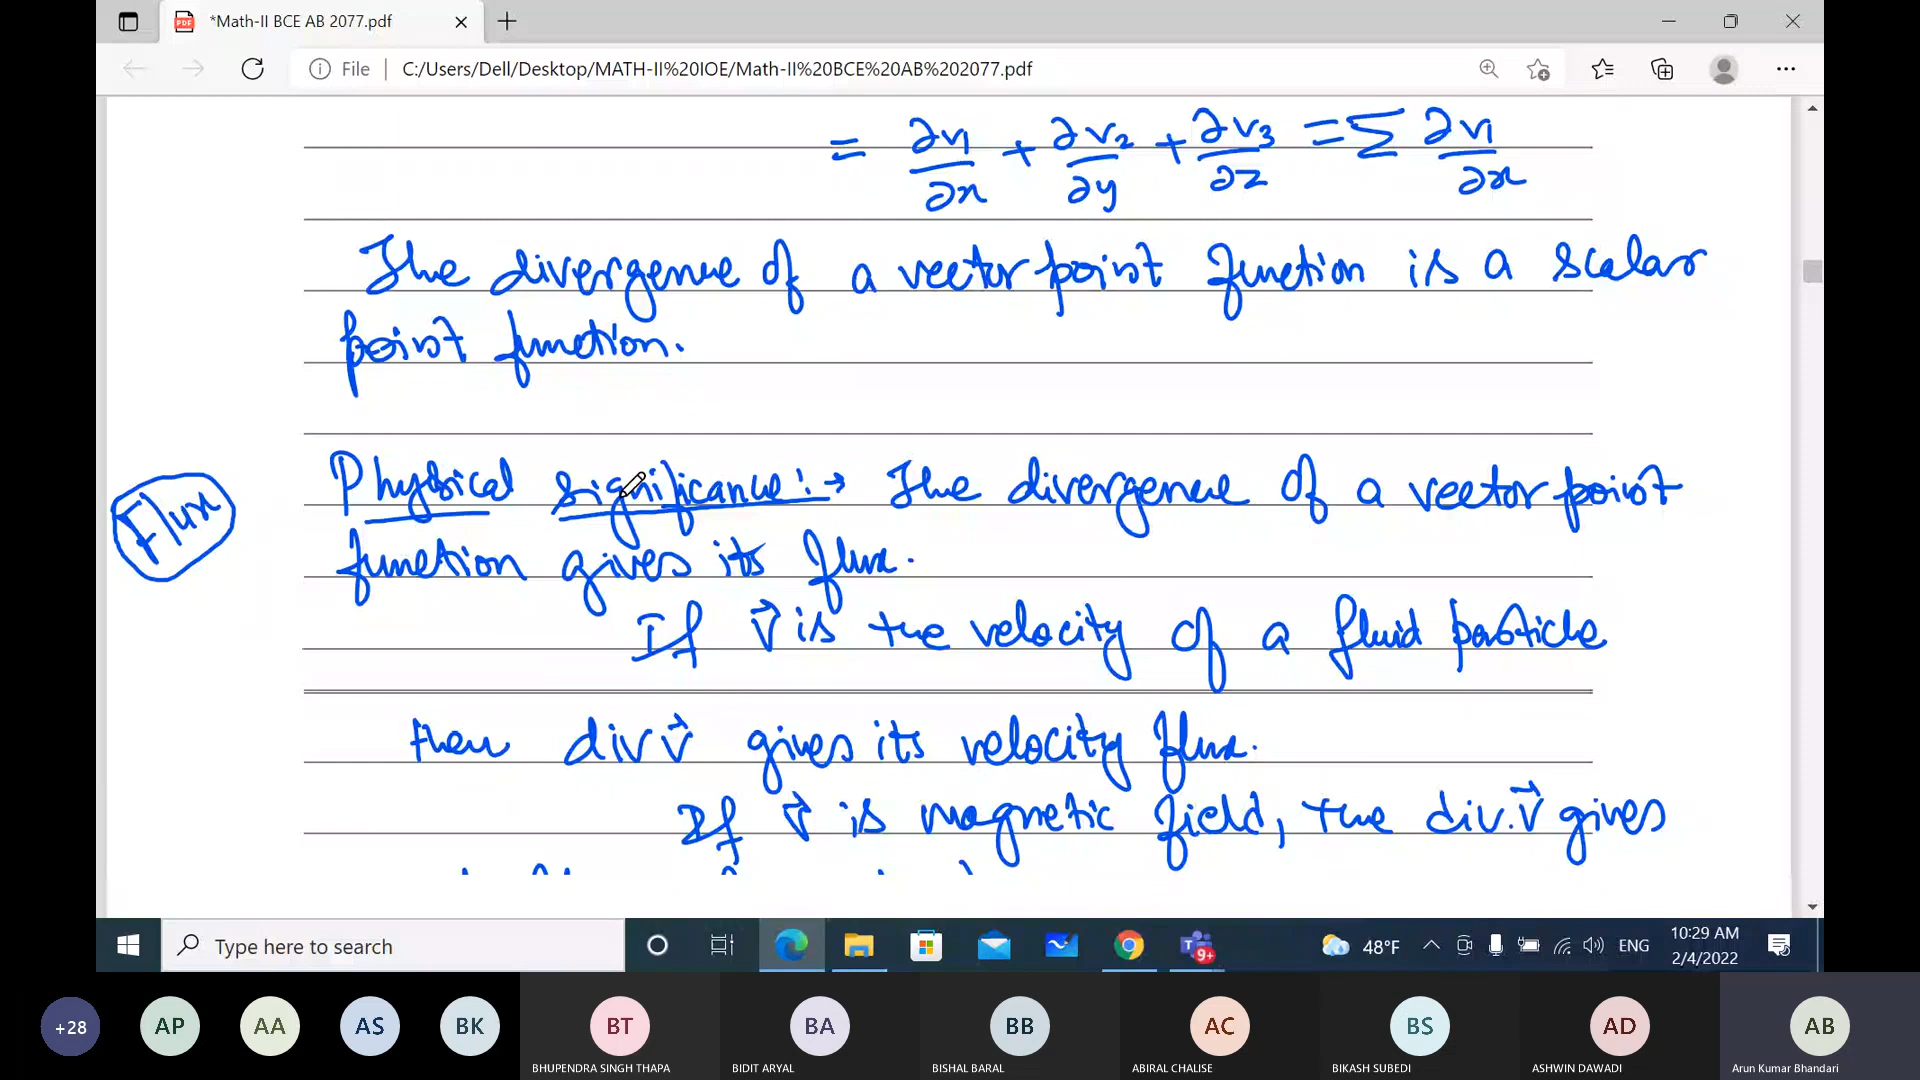 *Math-II BCE AB 2077.pdf
File
C:/Users/Dell/Desktop/MATH-II%20IOE/Math-II%20BCE%20AB%202077.pdf
= ∂v1/∂x + ∂v2/∂y + ∂v3/∂z = Σ ∂v1/∂x
The divergence of a vector point function is a scalar
point function.
Flux
Physical significance:→ The divergence of a vector point
function gives its flux.
If v⃗ is the velocity of a fluid particle
then div v⃗ gives its velocity flux.
If v⃗ is magnetic field, the div.v⃗ gives
Type here to search
9+
48°F
ENG
10:29 AM
2/4/2022
+28
AP
AA
AS
BK
BT
BA
BB
AC
BS
AD
AB
BHUPENDRA SINGH THAPA
BIDIT ARYAL
BISHAL BARAL
ABIRAL CHALISE
BIKASH SUBEDI
ASHWIN DAWADI
Arun Kumar Bhandari